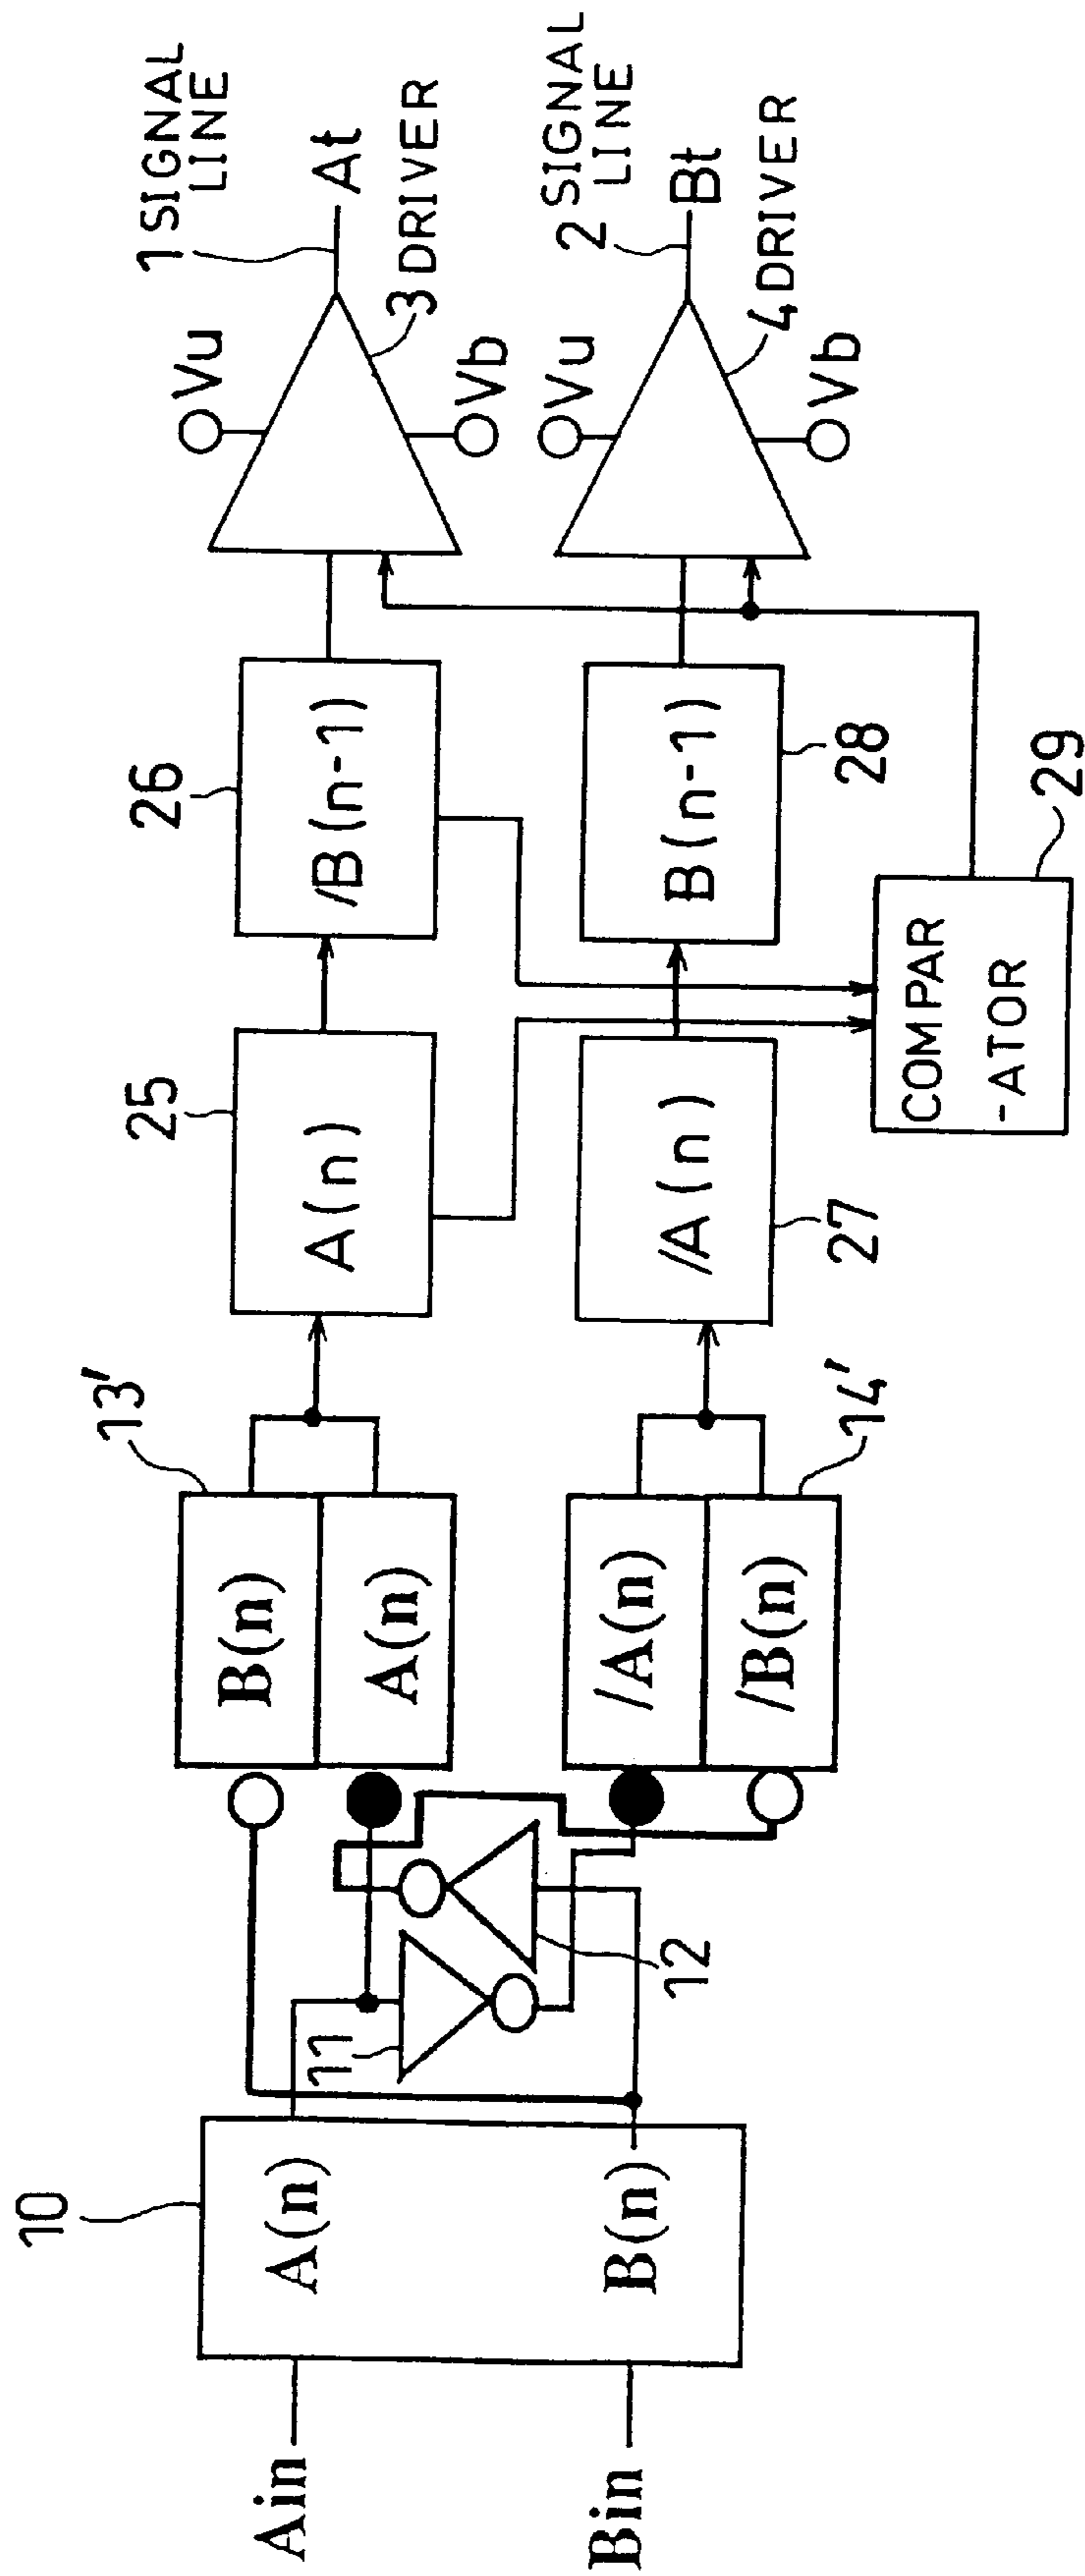 Ain
Bin
10
A(n)
B(n)
11
12
13'
B(n)
A(n)
/A(n)
/B(n)
14'
25
A(n)
/A(n)
27
26
/B(n-1)
B(n-1)
28
COMPAR
-ATOR
29
Vu
Vb
3 DRIVER
1 SIGNAL
LINE
At
Vu
Vb
4 DRIVER
2 SIGNAL
LINE
Bt